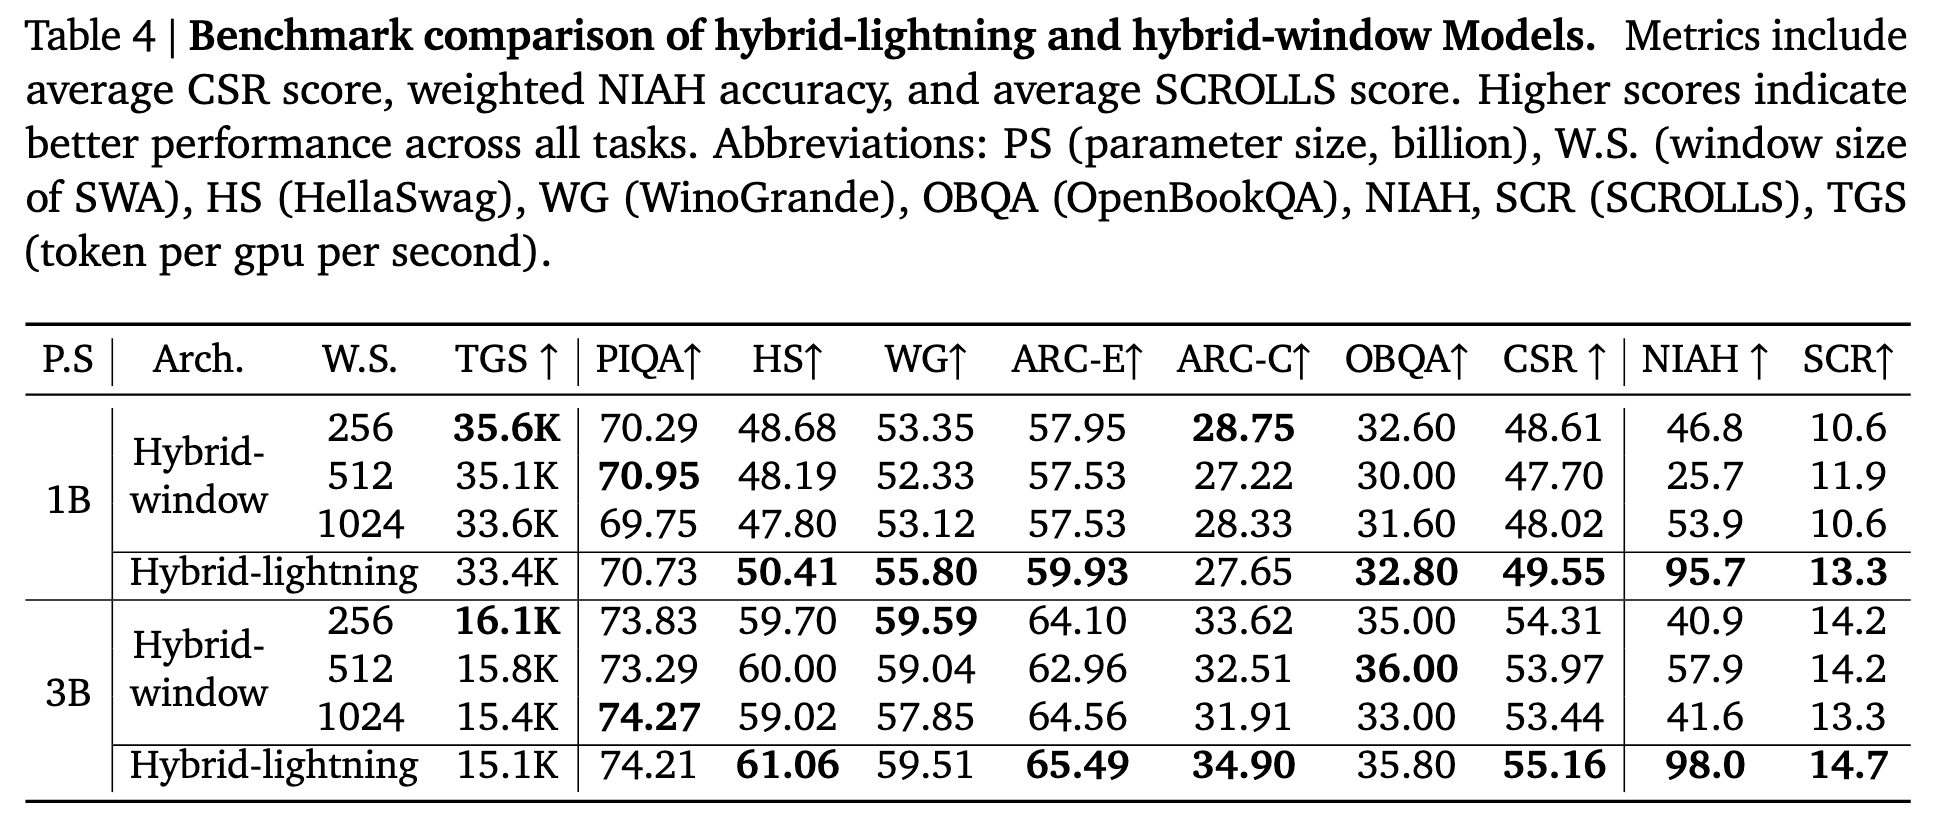 Table 4 | Benchmark comparison of hybrid-lightning and hybrid-window Models. Metrics include
average CSR score, weighted NIAH accuracy, and average SCROLLS score. Higher scores indicate
better performance across all tasks. Abbreviations: PS (parameter size, billion), W.S. (window size
of SWA), HS (HellaSwag), WG (WinoGrande), OBQA (OpenBookQA), NIAH, SCR (SCROLLS), TGS
(token per gpu per second).
P.S Arch. W.S. TGS ↑ PIQA↑ HS↑ WG↑ ARC-E↑ ARC-C↑ OBQA↑ CSR ↑ NIAH ↑ SCR↑
1B
Hybrid-
window
256 35.6K 70.29 48.68 53.35 57.95 28.75 32.60 48.61 46.8 10.6
512 35.1K 70.95 48.19 52.33 57.53 27.22 30.00 47.70 25.7 11.9
1024 33.6K 69.75 47.80 53.12 57.53 28.33 31.60 48.02 53.9 10.6
Hybrid-lightning 33.4K 70.73 50.41 55.80 59.93 27.65 32.80 49.55 95.7 13.3
3B
Hybrid-
window
256 16.1K 73.83 59.70 59.59 64.10 33.62 35.00 54.31 40.9 14.2
512 15.8K 73.29 60.00 59.04 62.96 32.51 36.00 53.97 57.9 14.2
1024 15.4K 74.27 59.02 57.85 64.56 31.91 33.00 53.44 41.6 13.3
Hybrid-lightning 15.1K 74.21 61.06 59.51 65.49 34.90 35.80 55.16 98.0 14.7